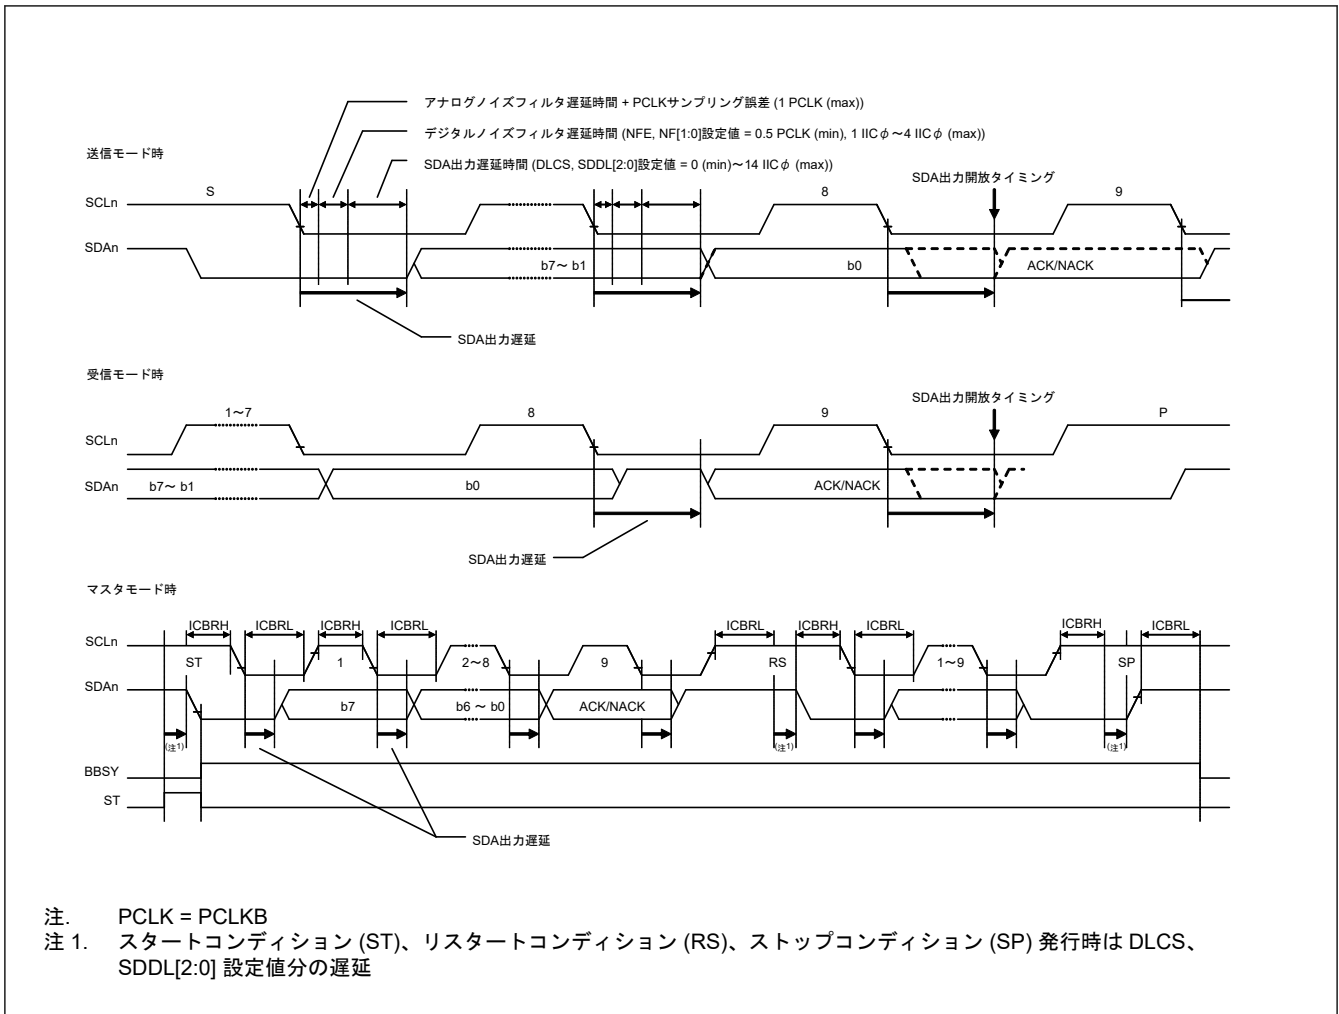 アナログノイズフィルタ遅延時間 + PCLKサンプリング誤差 (1 PCLK (max))
デジタルノイズフィルタ遅延時間 (NFE, NF[1:0]設定値 = 0.5 PCLK (min), 1 IICφ～4 IICφ (max))
送信モード時
SDA出力遅延時間 (DLCS, SDDL[2:0]設定値 = 0 (min)～14 IICφ (max))
SDA出力開放タイミング
S 8 9
SCLn
SDAn
b7～ b1 b0 ACK/NACK
SDA出力遅延
受信モード時
SDA出力開放タイミング
1～7 8 9 P
SCLn
SDAn b7～ b1 b0 ACK/NACK
SDA出力遅延
マスタモード時
ICBRH ICBRL ICBRH ICBRL ICBRL ICBRH ICBRL ICBRH ICBRL
SCLn
ST 1 2～8 9 RS 1～9 SP
SDAn
b7 b6 ～ b0 ACK/NACK
(注1) (注1) (注1)
BBSY
ST
SDA出力遅延
注. PCLK = PCLKB
注 1. スタートコンディション (ST)、リスタートコンディション (RS)、ストップコンディション (SP) 発行時は DLCS、
SDDL[2:0] 設定値分の遅延